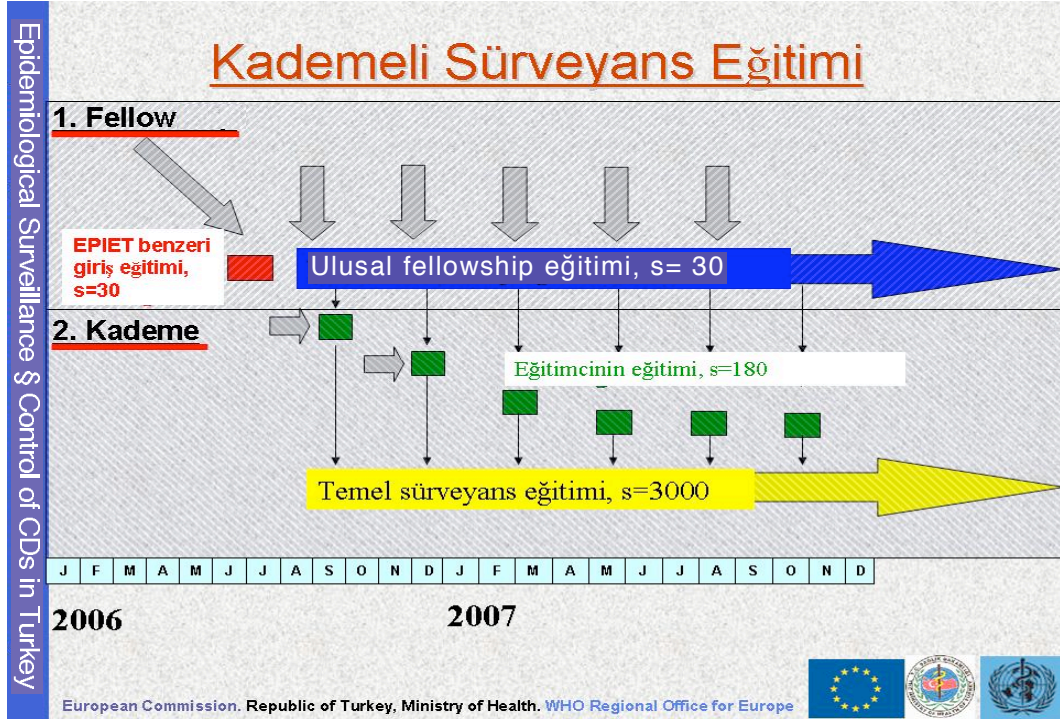 Kademeli Sürveyans Eğitimi
Epidemiological Surveillance § Control of CDs in Turkey
1. Fellow
EPIET benzeri
giriş eğitimi,
s=30
Ulusal fellowship eğitimi, s= 30
2. Kademe
Eğitimcinin eğitimi, s=180
Temel sürveyans eğitimi, s=3000
J F M A M J J A S O N D J F M A M J J A S O N D
2006 2007
European Commission. Republic of Turkey, Ministry of Health. WHO Regional Office for Europe